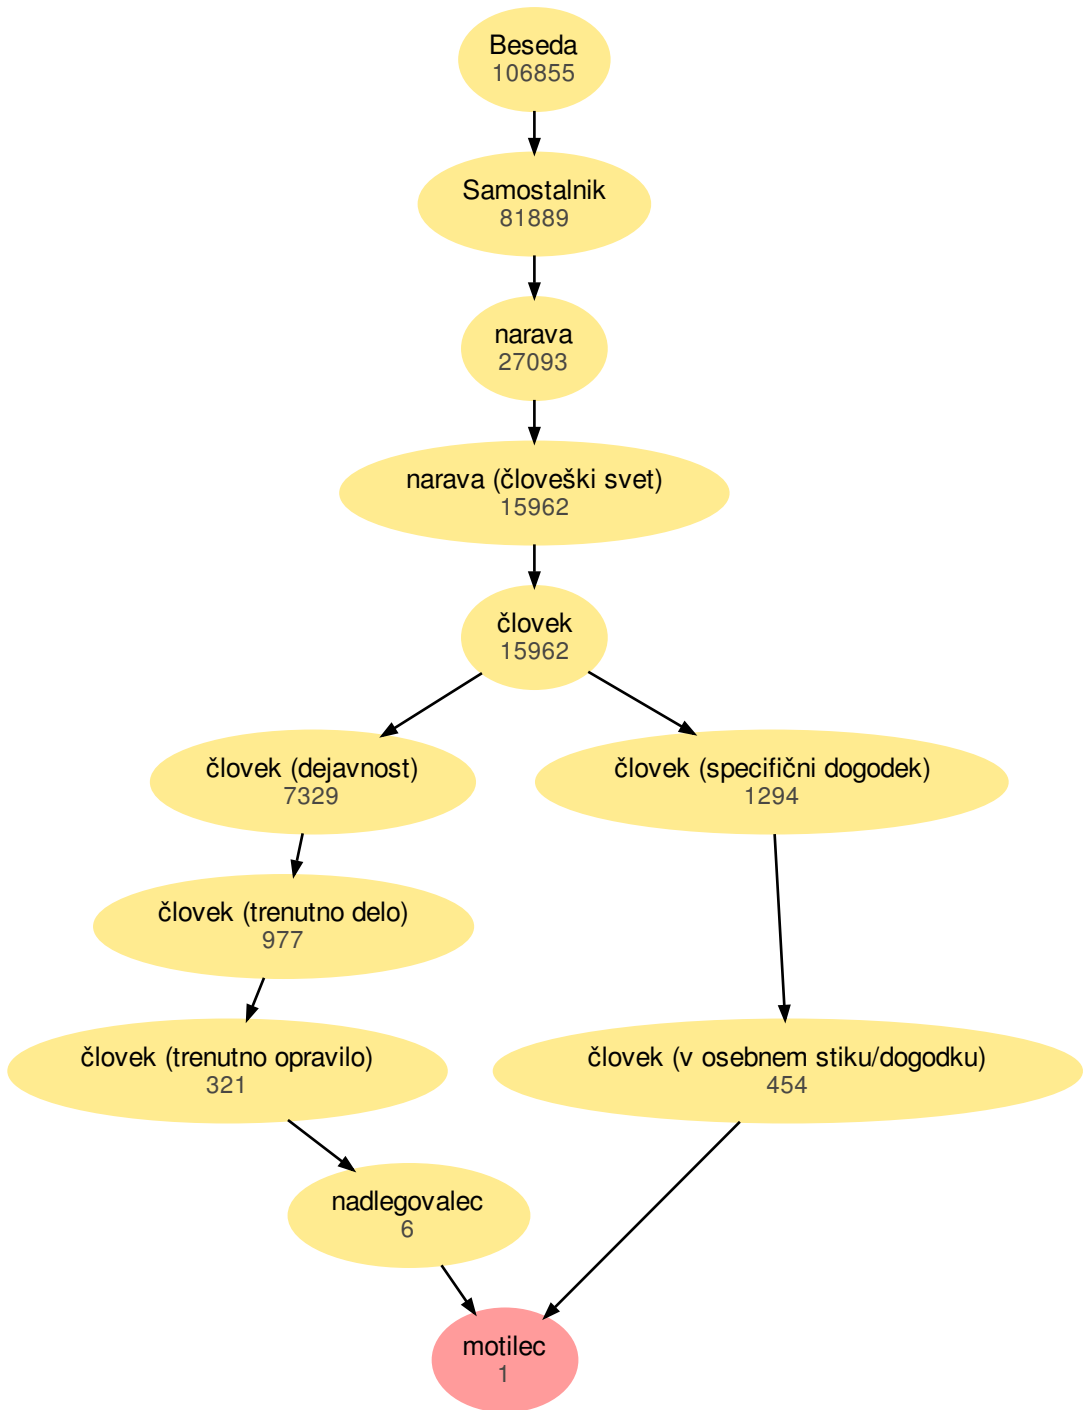 Beseda
106855
Samostalnik
81889
narava
27093
narava (človeški svet)
15962
človek
15962
človek (dejavnost)
7329
človek (specifični dogodek)
1294
človek (trenutno delo)
977
človek (trenutno opravilo)
321
človek (v osebnem stiku/dogodku)
454
nadlegovalec
6
motilec
1